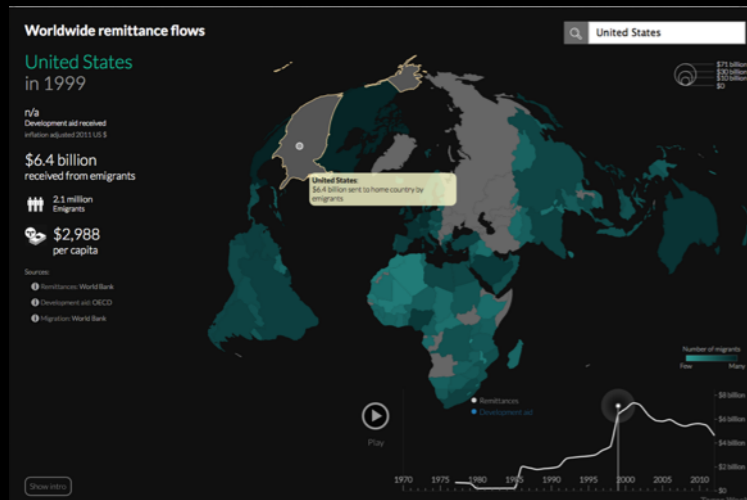 Worldwide remittance flows
United States
United States
in 1999
n/a
Development aid received
inflation adjusted 2011 US $
$6.4 billion
received from emigrants
2.1 million
Emigrants
$2,988
per capita
Sources:
Remittances: World Bank
Development aid: OECD
Migration: World Bank
$71 billion
$30 billion
$10 billion
$0
United States:
$6.4 billion sent to home country by
emigrants
Number of migrants
Few Many
Remittances
Development aid
Play
$8 billion
$6 billion
$4 billion
$2 billion
$0
1970 1975 1980 1985 1990 1995 2000 2005 2010
Show intro